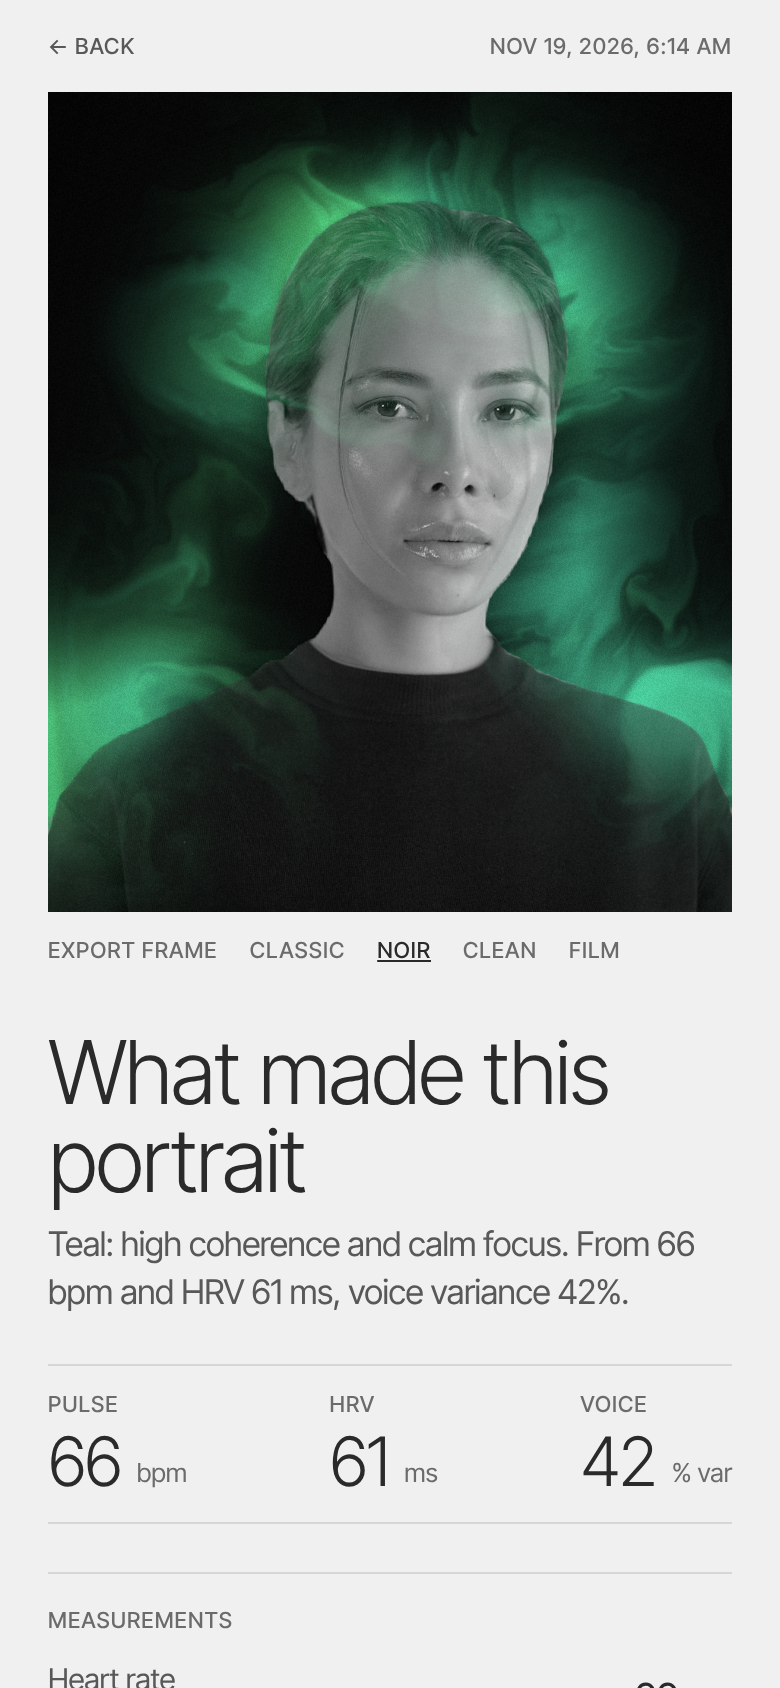 ← BACK
NOV 19, 2026, 6:14 AM
EXPORT FRAME CLASSIC NOIR CLEAN FILM
What made this
portrait
Teal: high coherence and calm focus. From 66
bpm and HRV 61 ms, voice variance 42%.
PULSE HRV VOICE
66 bpm 61 ms 42 % var
MEASUREMENTS
Heart rate